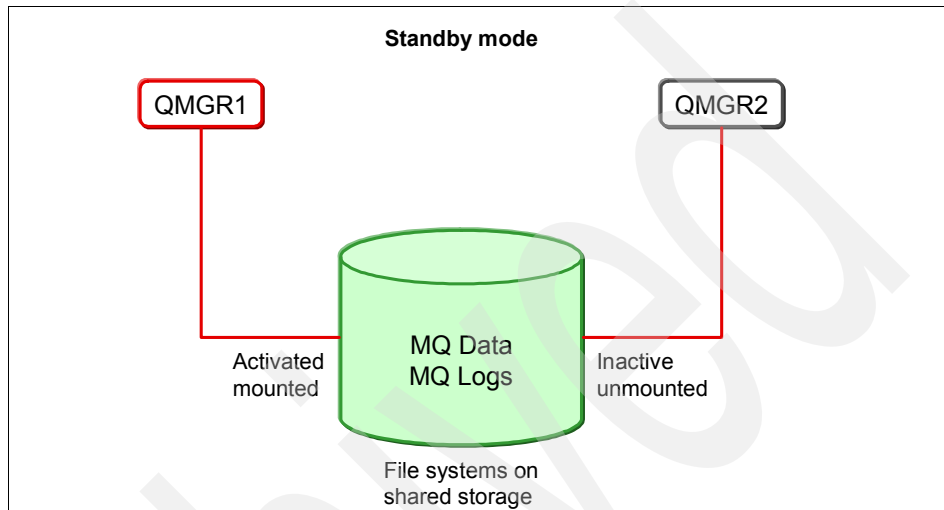 Standby mode
QMGR1
QMGR2
MQ Data
MQ Logs
Activated
mounted
Inactive
unmounted
File systems on
shared storage